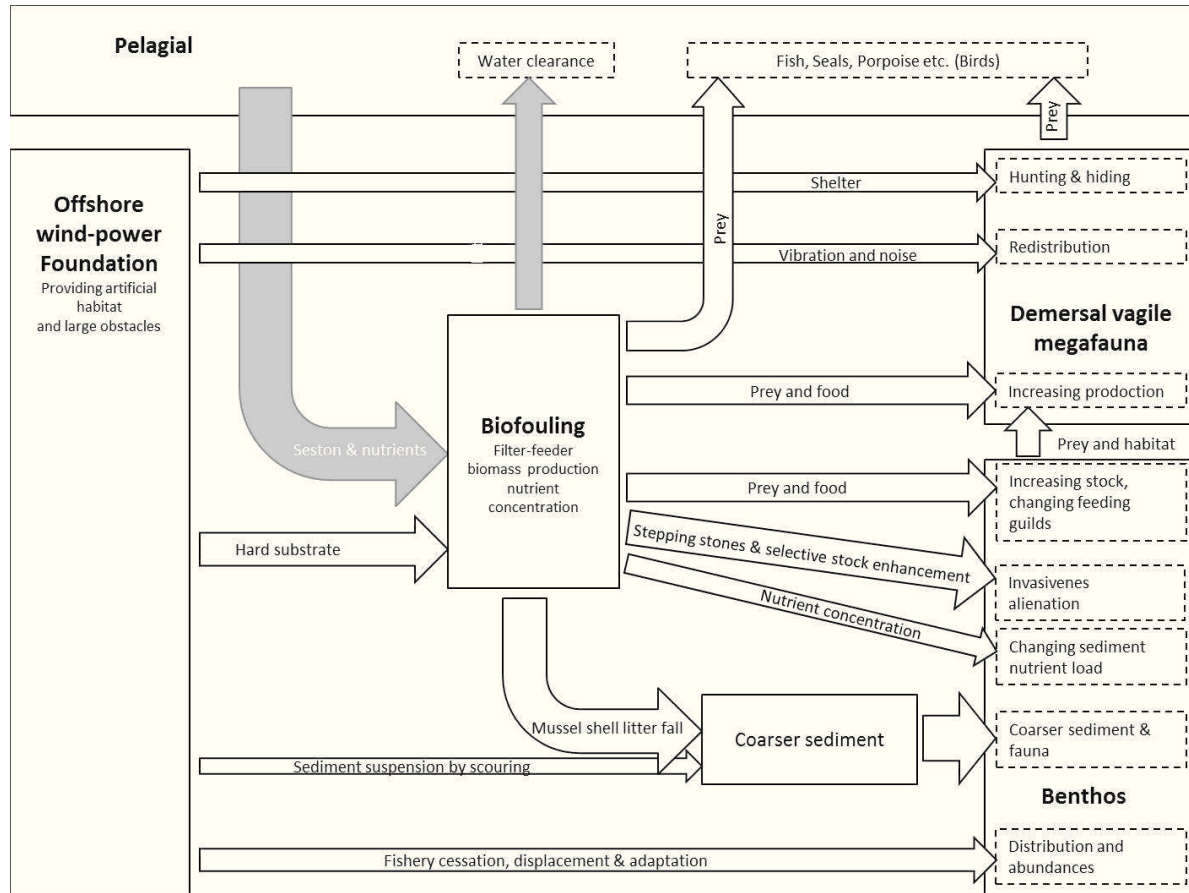 Pelagial
Water clearance
Fish, Seals, Porpoise etc. (Birds)
Prey
Offshore
wind-power
Foundation
Providing artificial
habitat
and large obstacles
Shelter
Hunting & hiding
Prey
Vibration and noise
Redistribution
Demersal vagile
megafauna
Prey and food
Increasing production
Prey and habitat
Seston & nutrients
Biofouling
Filter-feeder
biomass production
nutrient
concentration
Prey and food
Increasing stock,
changing feeding
guilds
Hard substrate
Stepping stones & selective stock enhancement
Invasivenes
alienation
Nutrient concentration
Changing sediment
nutrient load
Mussel shell litter fall
Coarser sediment
Coarser sediment &
fauna
Sediment suspension by scouring
Benthos
Fishery cessation, displacement & adaptation
Distribution and
abundances